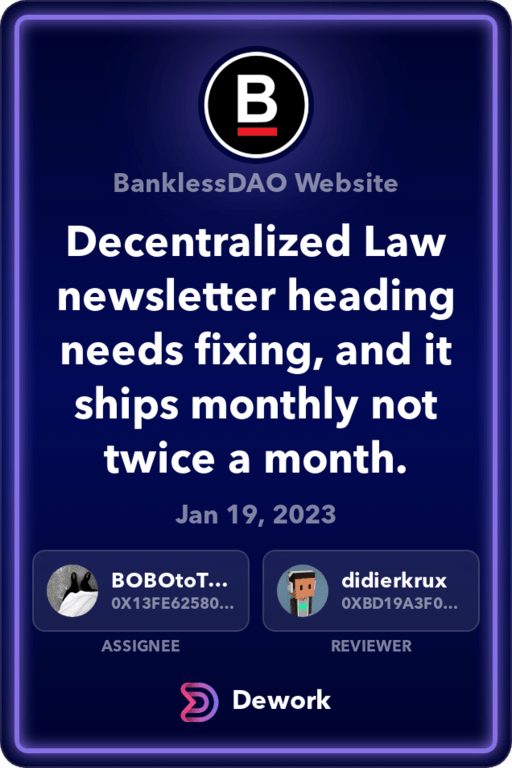 B
BanklessDAO Website
Decentralized Law
newsletter heading
needs fixing, and it
ships monthly not
twice a month.
Jan 19, 2023
BOBOtoT...
0X13FE62580...
ASSIGNEE
didierkrux
0XBD19A3F0...
REVIEWER
Dework